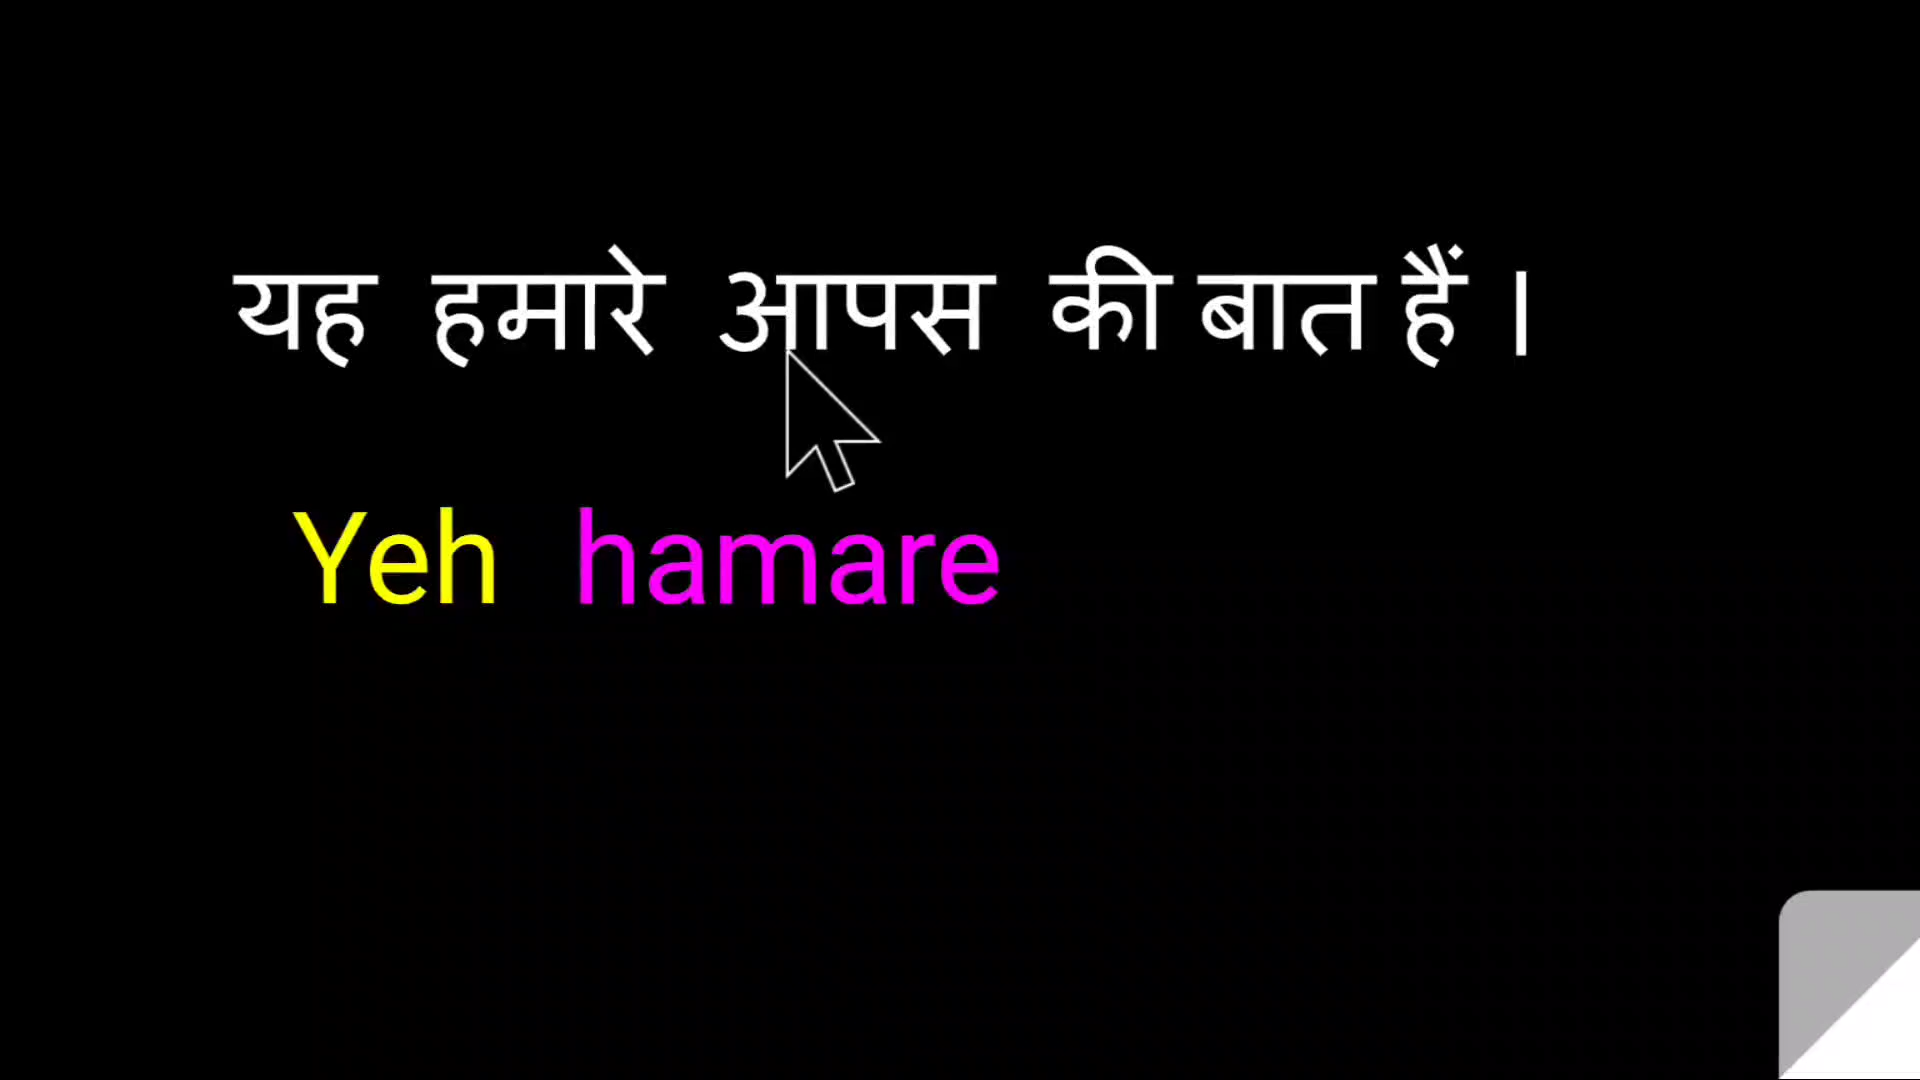 यह हमारे आपस की बात हैं ।
Yeh hamare